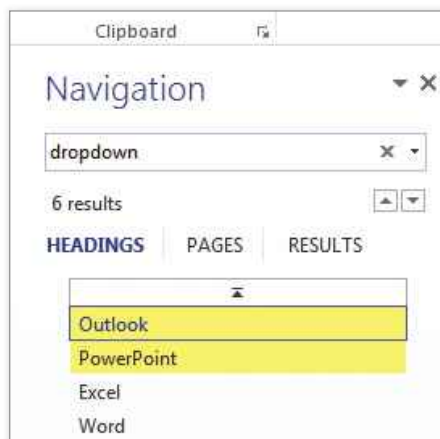 Clipboard
Navigation
dropdown
6 results
HEADINGS PAGES RESULTS
Outlook
PowerPoint
Excel
Word